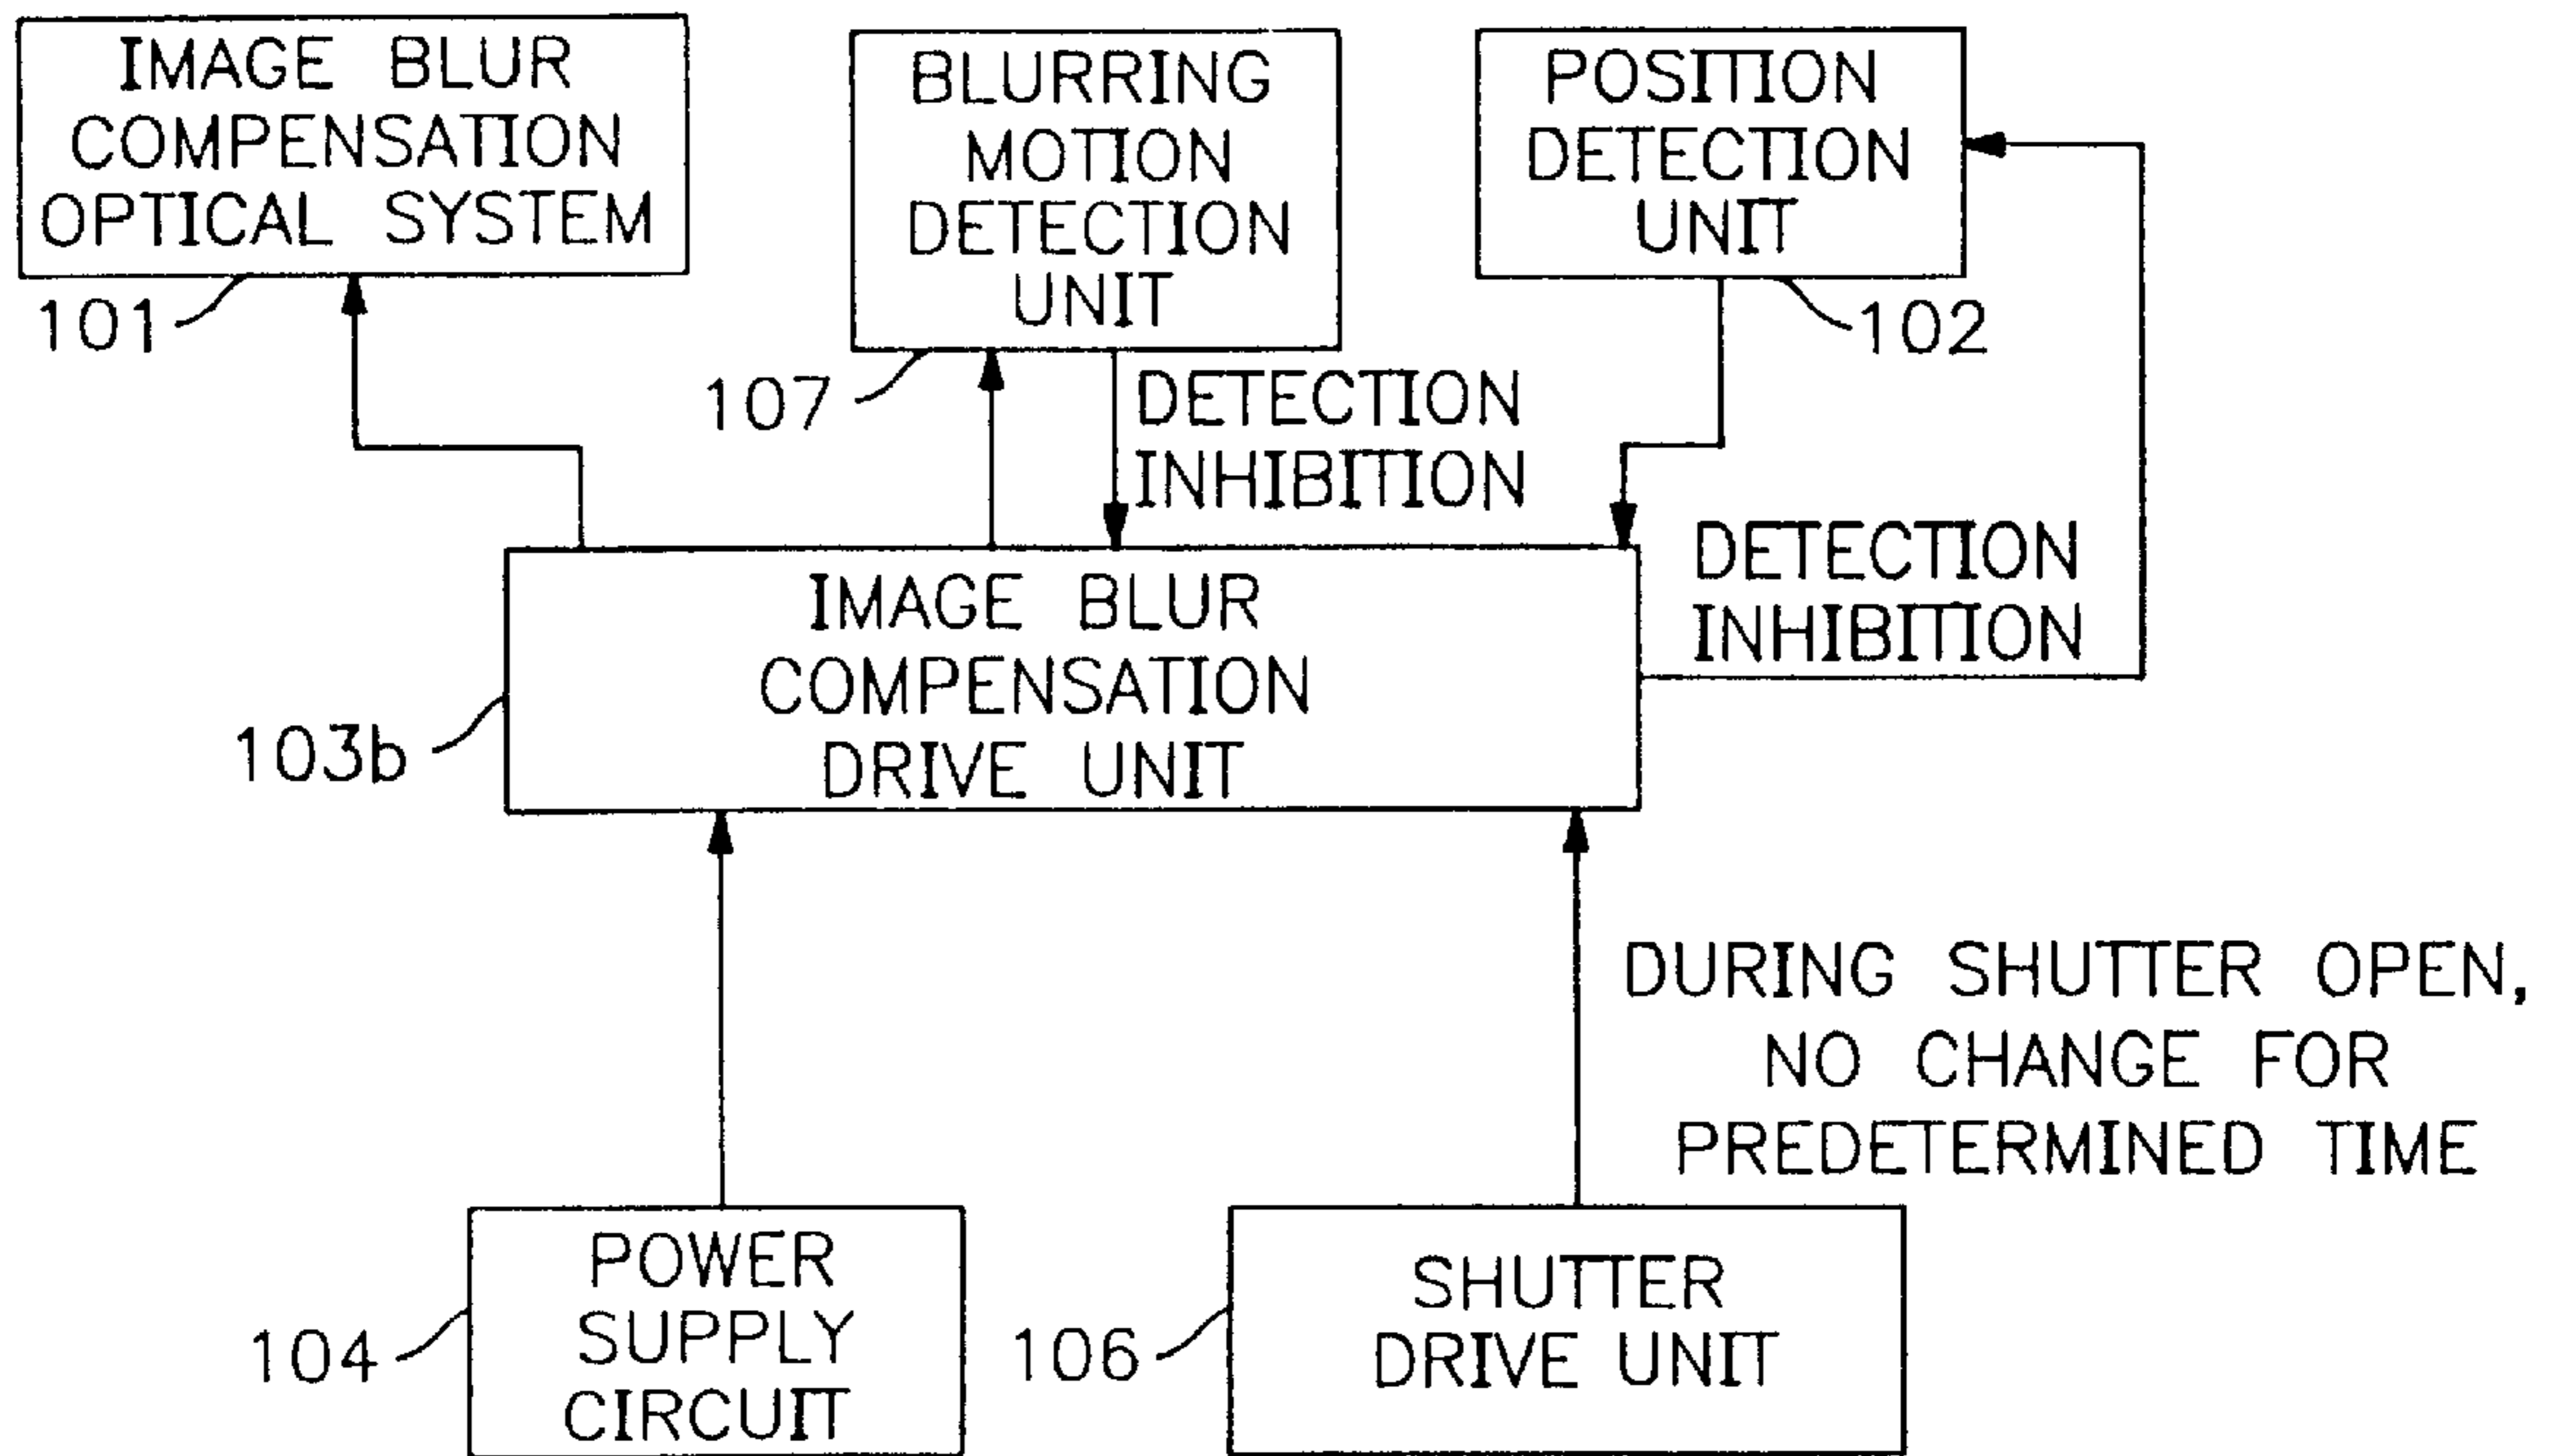 IMAGE BLUR
COMPENSATION
OPTICAL SYSTEM
101
BLURRING
MOTION
DETECTION
UNIT
107
POSITION
DETECTION
UNIT
102
DETECTION
INHIBITION
DETECTION
INHIBITION
IMAGE BLUR
COMPENSATION
DRIVE UNIT
103b
DURING SHUTTER OPEN,
NO CHANGE FOR
PREDETERMINED TIME
POWER
SUPPLY
CIRCUIT
104
SHUTTER
DRIVE UNIT
106